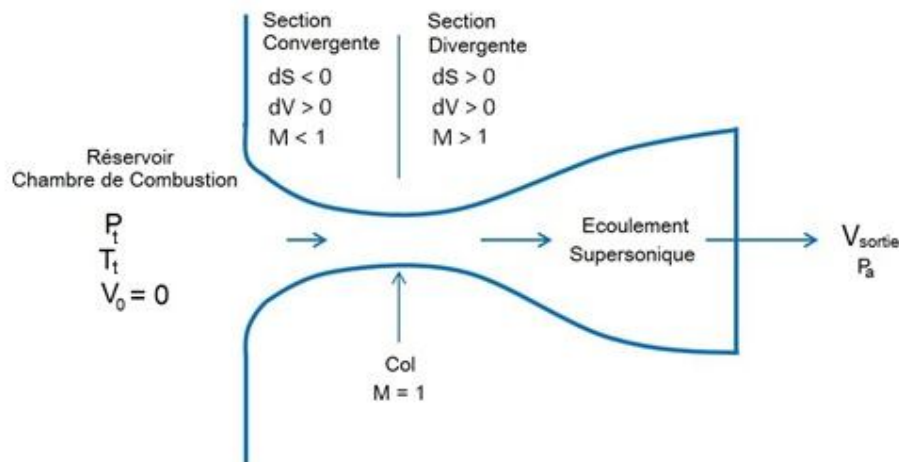 Section
Convergente
dS < 0
dV > 0
M < 1
Section
Divergente
dS > 0
dV > 0
M > 1
Réservoir
Chambre de Combustion
Pt
Tt
V0 = 0
Ecoulement
Supersonique
Vsortie
Pa
Col
M = 1